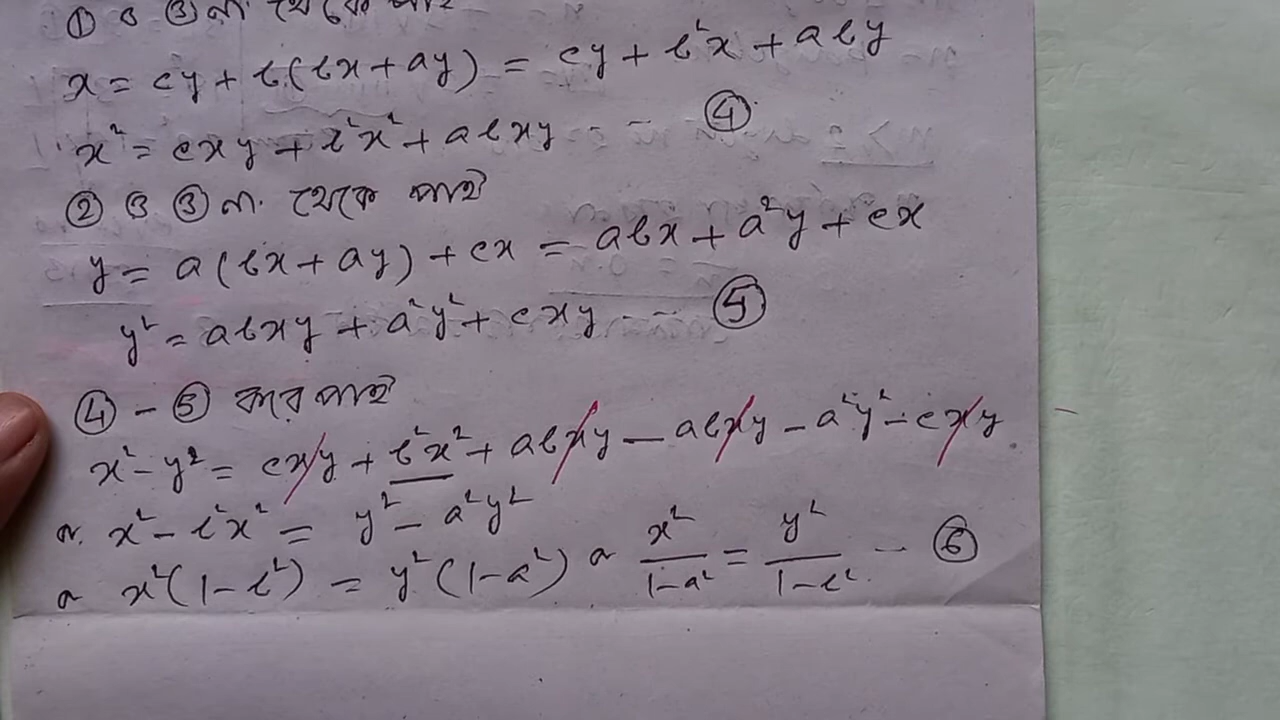 ① ও ③ নং থেকে পাই
x = cy + b(bx + ay) = cy + b²x + aby
x² = cxy + b²x² + abxy - - ④
② ও ③ নং থেকে পাই
y = a(bx + ay) + cx = abx + a²y + cx
y² = abxy + a²y² + cxy - - ⑤
④ - ⑤ করে পাই
x² - y² = cxy + b²x² + abxy - abxy - a²y² - cxy
বা x² - b²x² = y² - a²y²
বা x²(1-b²) = y²(1-a²) বা x²/1-a² = y²/1-b² - - ⑥